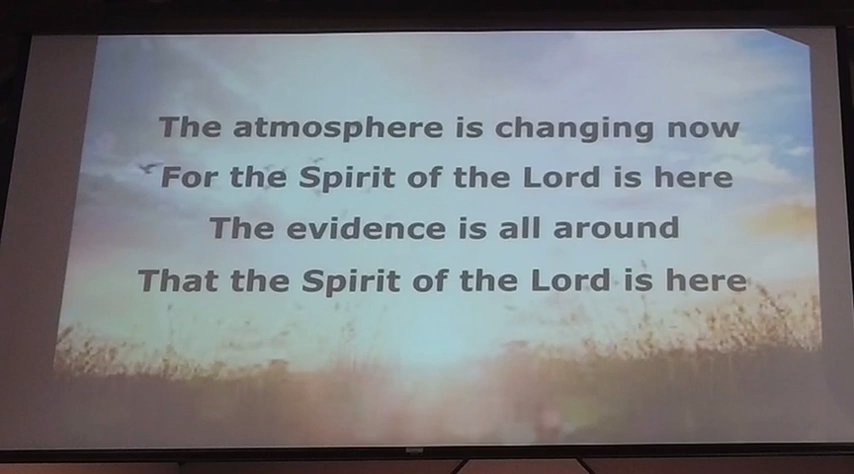 The atmosphere is changing now
For the Spirit of the Lord is here
The evidence is all around
That the Spirit of the Lord is here